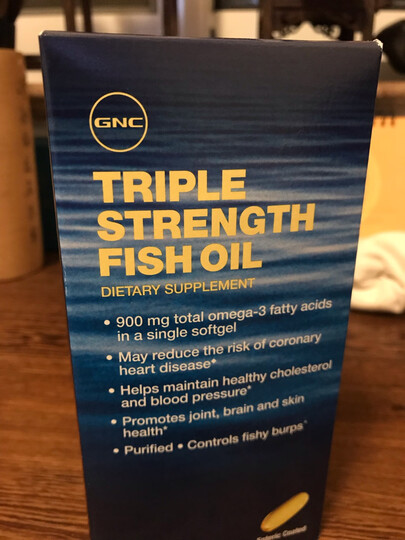 GNC
TRIPLE
STRENGTH
FISH OIL
DIETARY SUPPLEMENT
• 900 mg total omega-3 fatty acids
in a single softgel
• May reduce the risk of coronary
heart disease*
• Helps maintain healthy cholesterol
and blood pressure*
• Promotes joint, brain and skin
health*
• Purified • Controls fishy burps^
Enteric Coated